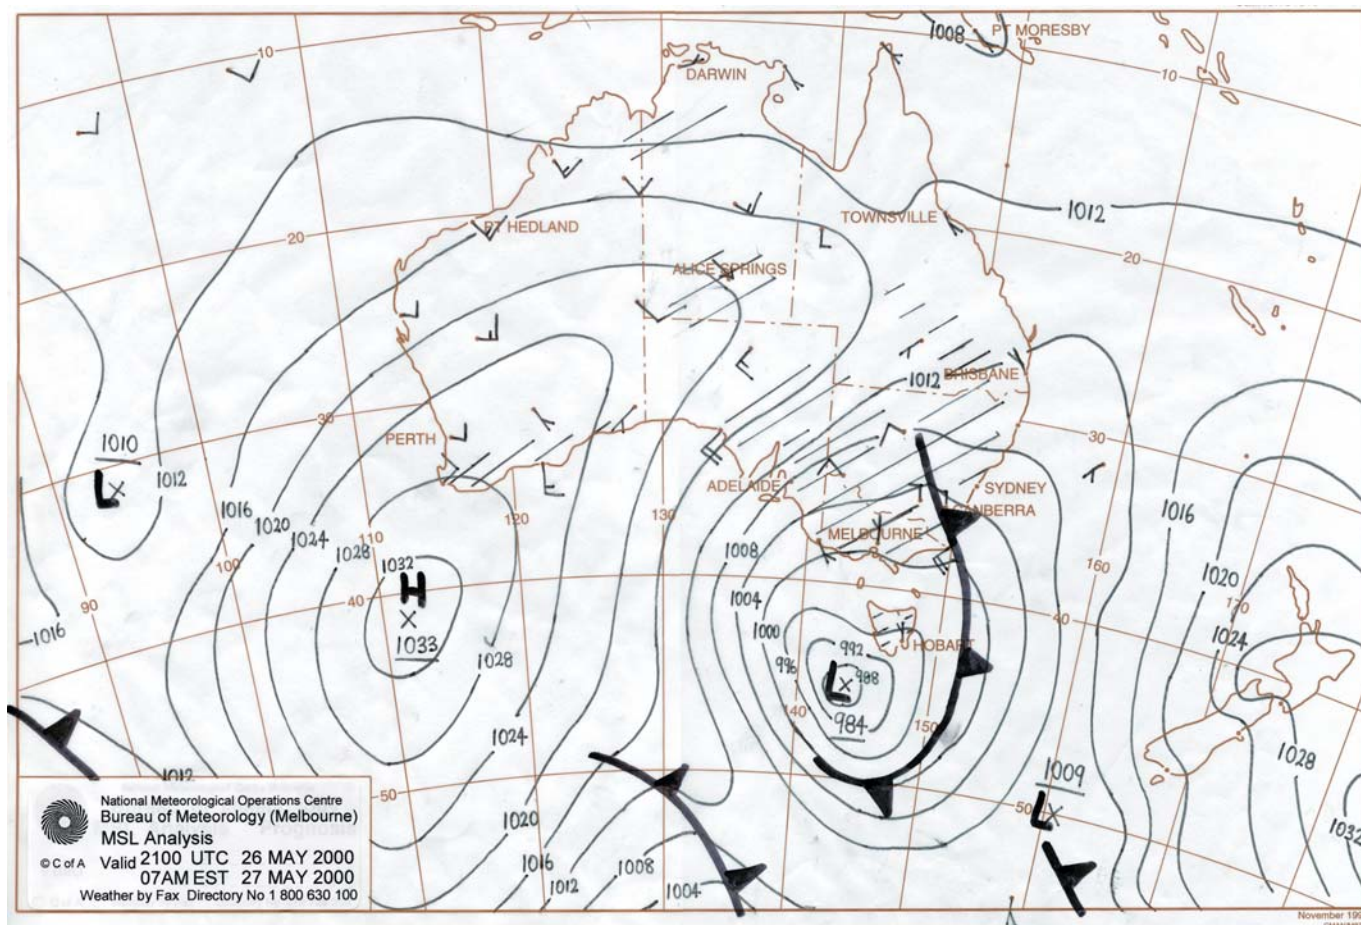 1008
PT MORESBY
10
DARWIN
10
1012
TOWNSVILLE
PT HEDLAND
20
20
ALICE SPRINGS
BRISBANE
1012
1010
PERTH
30
30
1012
ADELAIDE
SYDNEY
CANBERRA
1016
1016
120
130
1020
1024
110
MELBOURNE
1008
1028
1032
100
160
H
40
1004
1020
170
90
40
1016
1033
1028
1000
992
HOBART
1024
996
988
L
984
140
150
1024
1028
1012
1009
50
L
50
1020
1032
1016
1008
1012
1004
L
National Meteorological Operations Centre
Bureau of Meteorology (Melbourne)
MSL Analysis
© C of A Valid 2100 UTC 26 MAY 2000
07AM EST 27 MAY 2000
Weather by Fax Directory No 1 800 630 100
November 199